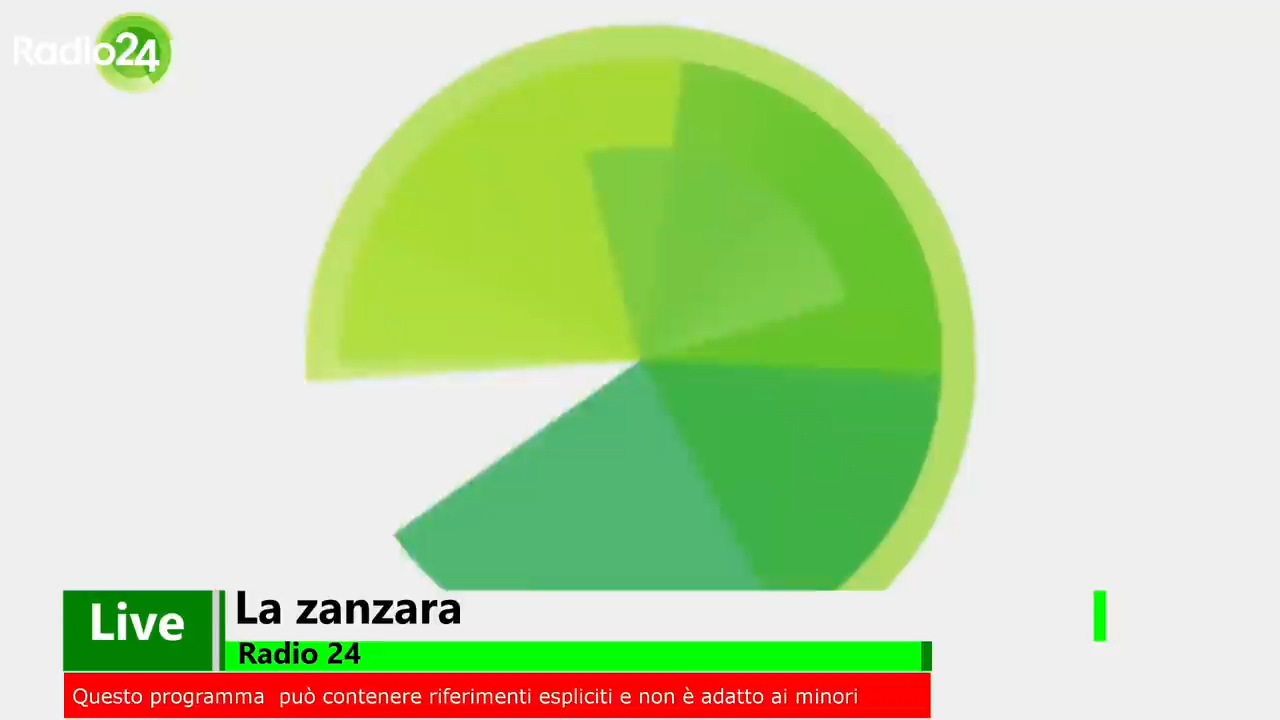 Radio24
La zanzara
Live
Radio 24
Questo programma  può contenere riferimenti espliciti e non è adatto ai minori